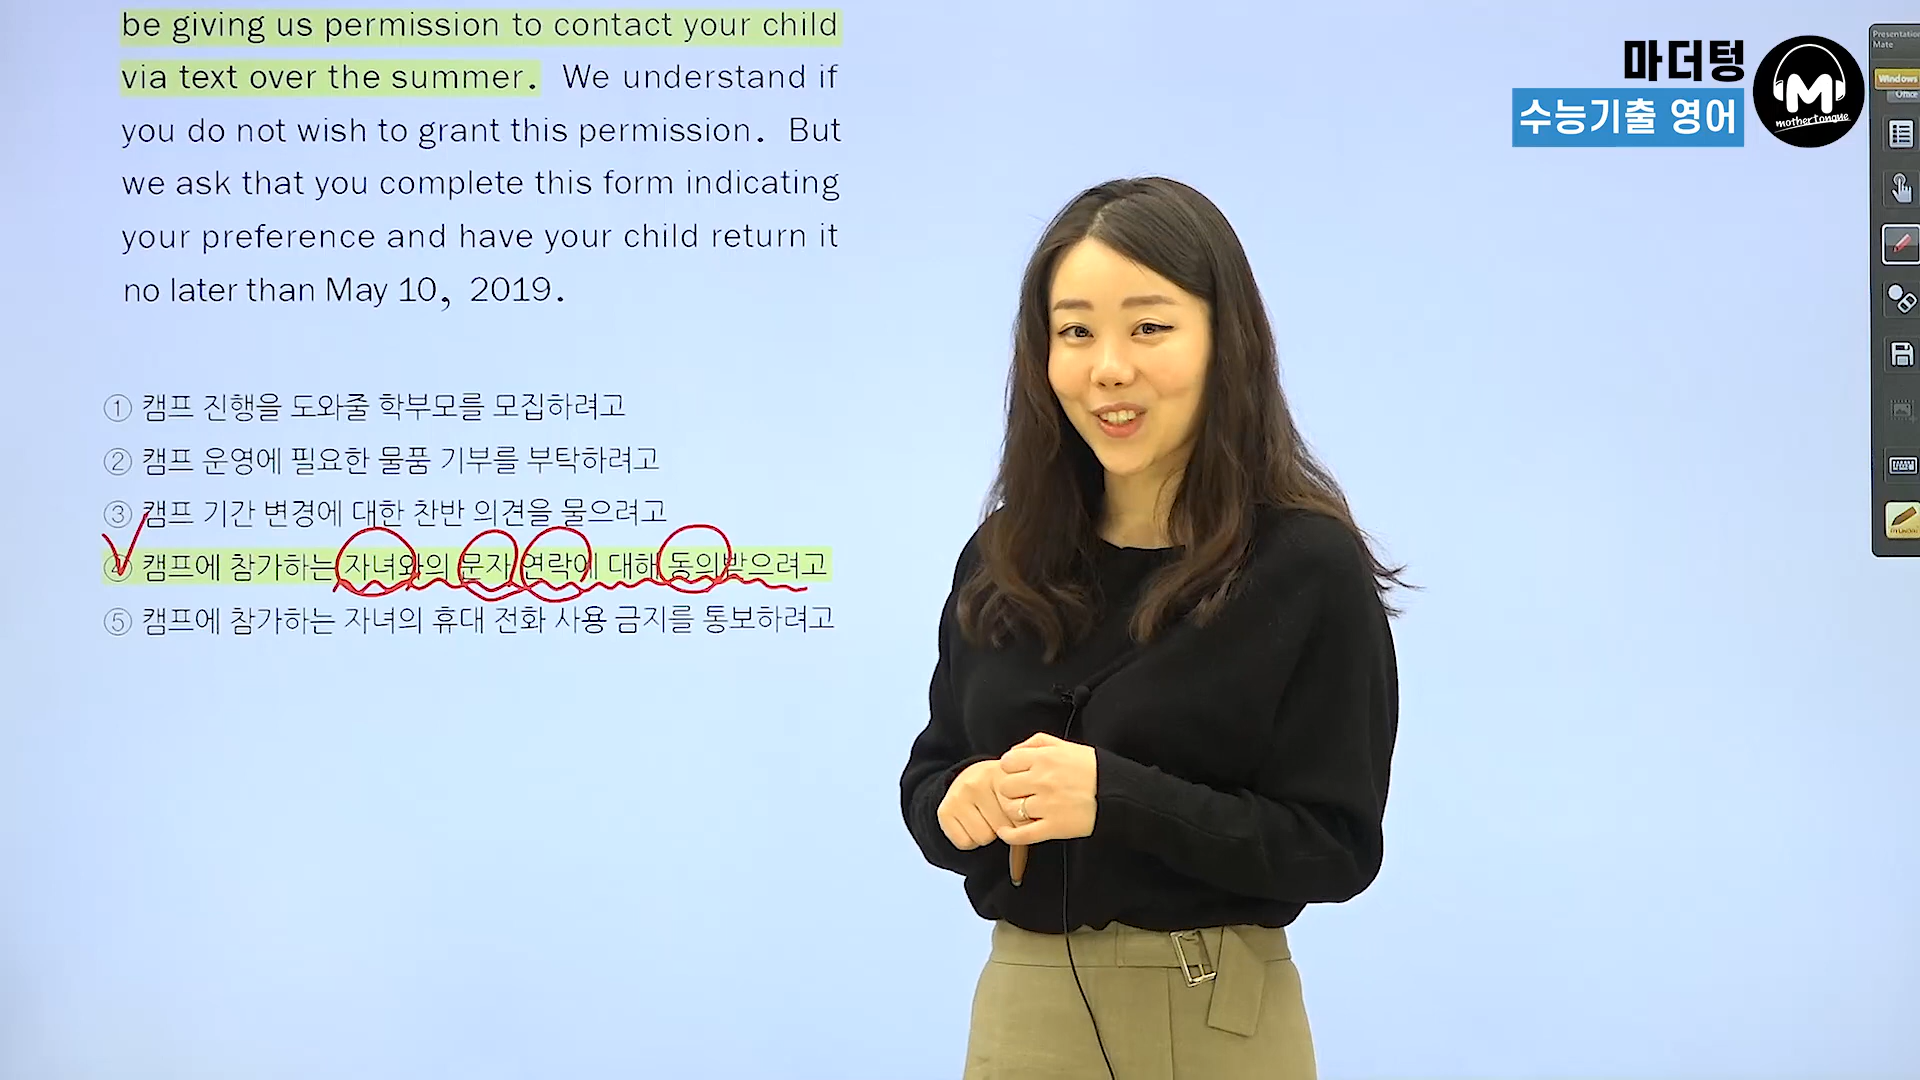 be giving us permission to contact your child
via text over the summer. We understand if
you do not wish to grant this permission. But
we ask that you complete this form indicating
your preference and have your child return it
no later than May 10, 2019.
① 캠프 진행을 도와줄 학부모를 모집하려고
② 캠프 운영에 필요한 물품 기부를 부탁하려고
③ 캠프 기간 변경에 대한 찬반 의견을 물으려고
④ 캠프에 참가하는 자녀와의 문자 연락에 대해 동의받으려고
⑤ 캠프에 참가하는 자녀의 휴대 전화 사용 금지를 통보하려고
마더텅
수능기출 영어
M
mothertongue
Presentation
Mate
Windows
Office